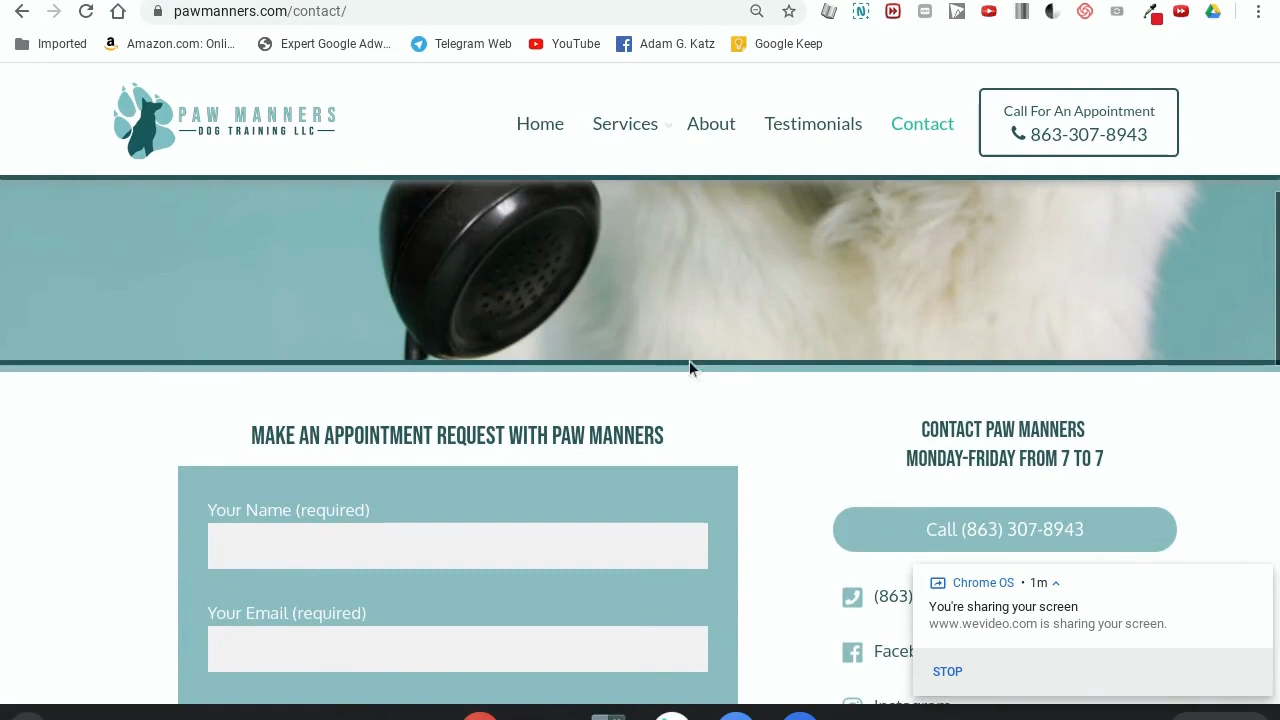 pawmanners.com/contact/
Imported
Amazon.com: Onli...
Expert Google Adw...
Telegram Web
YouTube
Adam G. Katz
Google Keep
PAW MANNERS
DOG TRAINING LLC
Home
Services
About
Testimonials
Contact
Call For An Appointment
863-307-8943
MAKE AN APPOINTMENT REQUEST WITH PAW MANNERS
Your Name (required)
Your Email (required)
CONTACT PAW MANNERS
MONDAY-FRIDAY FROM 7 TO 7
Call (863) 307-8943
(863)
Faceb
Chrome OS • 1m
You're sharing your screen
www.wevideo.com is sharing your screen.
STOP